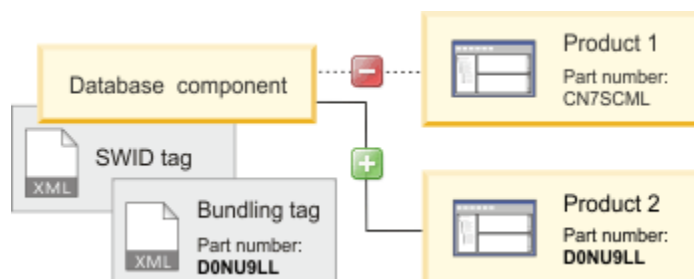 Product 1
Part number:
CN7SCML
Database component
SWID tag
XML
Bundling tag
Part number:
D0NU9LL
XML
Product 2
Part number:
D0NU9LL